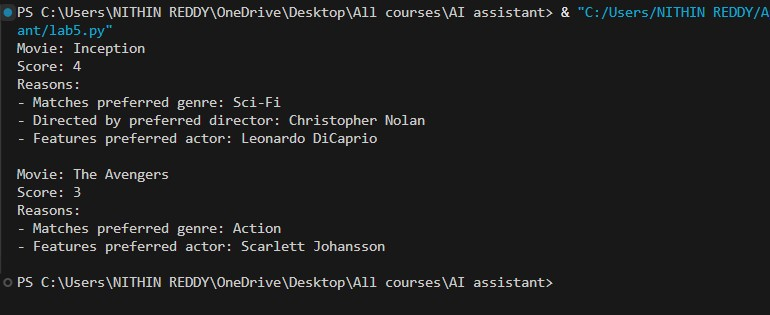 PS C:\Users\NITHIN REDDY\OneDrive\Desktop\All courses\AI assistant> & "C:/Users/NITHIN REDDY/A
ant/lab5.py"
Movie: Inception
Score: 4
Reasons:
- Matches preferred genre: Sci-Fi
- Directed by preferred director: Christopher Nolan
- Features preferred actor: Leonardo DiCaprio

Movie: The Avengers
Score: 3
Reasons:
- Matches preferred genre: Action
- Features preferred actor: Scarlett Johansson

PS C:\Users\NITHIN REDDY\OneDrive\Desktop\All courses\AI assistant>